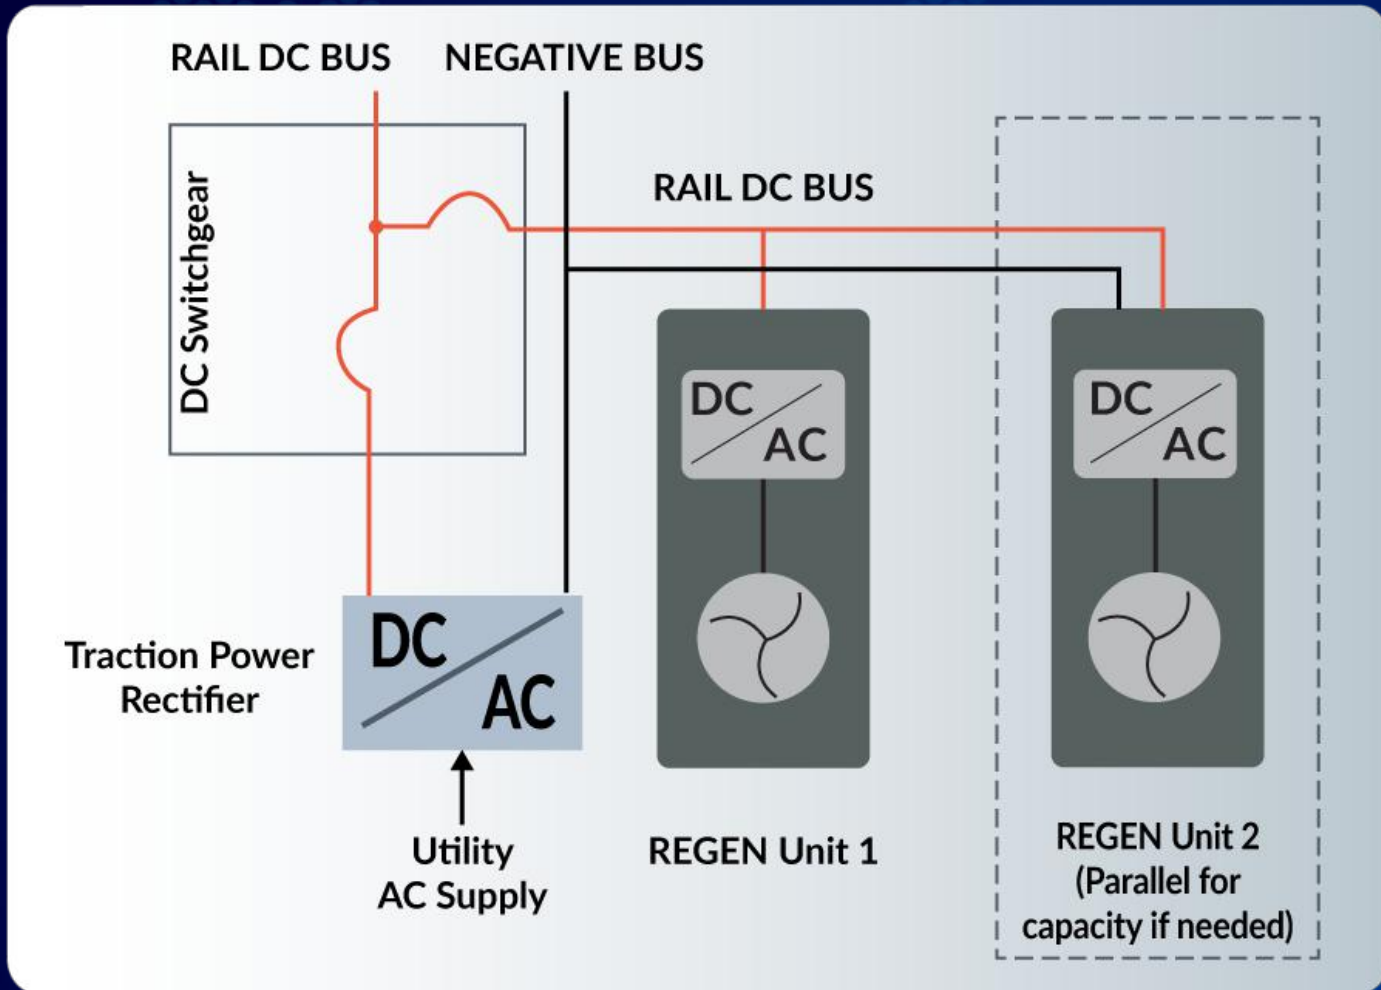 RAIL DC BUS
NEGATIVE BUS
DC Switchgear
RAIL DC BUS
DC
AC
DC
AC
DC
AC
Traction Power
Rectifier
Utility
AC Supply
REGEN Unit 1
REGEN Unit 2
(Parallel for
capacity if needed)